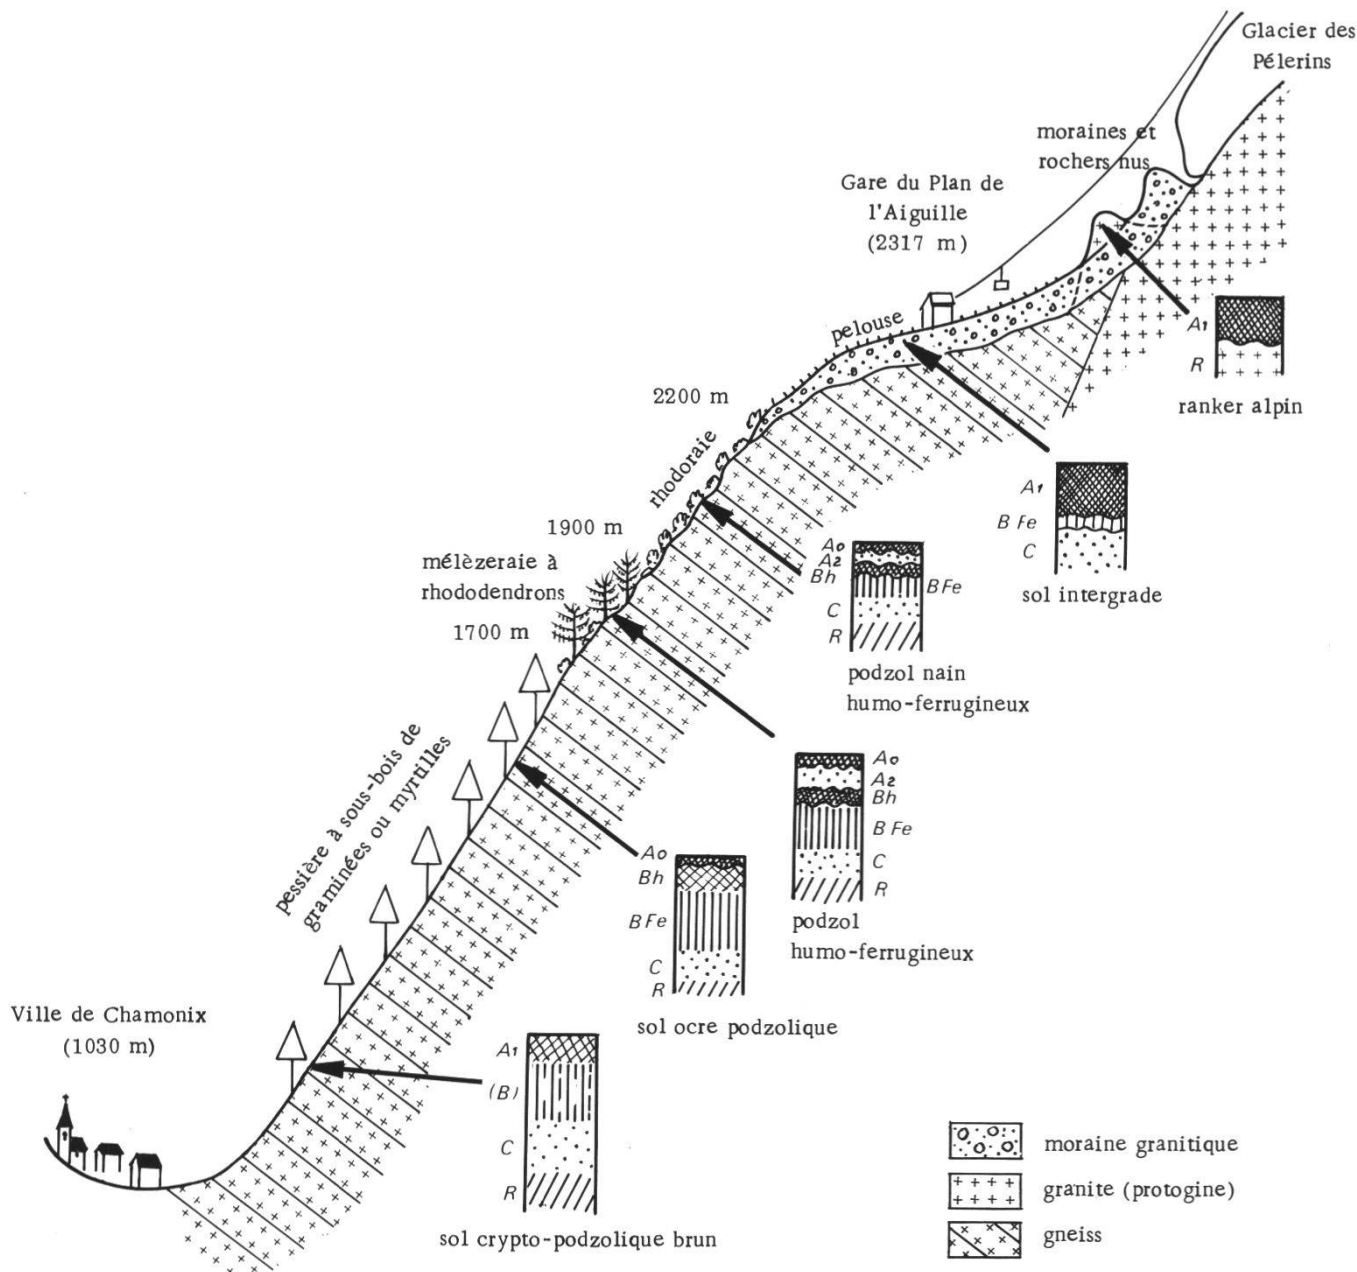 Glacier des
Pélerins
moraines et
rochers nus
Gare du Plan de
l'Aiguille
(2317 m)
pelouse
A1
R
ranker alpin
2200 m
rhodoraie
A1
B Fe
C
sol intergrade
1900 m
mélèzeraie à
rhododendrons
1700 m
A0
A2
Bh
B Fe
C
R
podzol nain
humo-ferrugineux
A0
A2
Bh
B Fe
C
R
podzol
humo-ferrugineux
pessière à sous-bois de
graminées ou myrtilles
A0
Bh
B Fe
C
R
sol ocre podzolique
Ville de Chamonix
(1030 m)
A1
(B)
C
R
sol crypto-podzolique brun
moraine granitique
granite (protogine)
gneiss